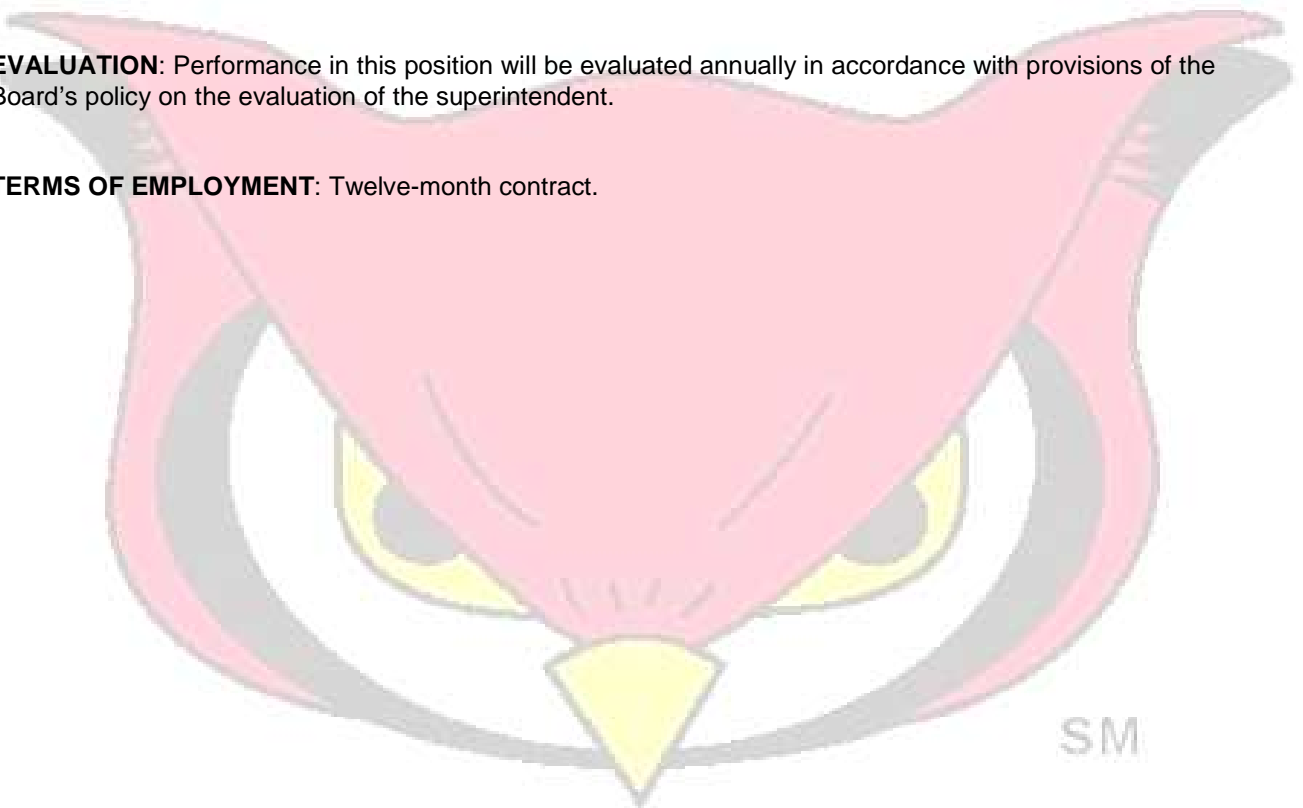 EVALUATION: Performance in this position will be evaluated annually in accordance with provisions of the
Board's policy on the evaluation of the superintendent.
TERMS OF EMPLOYMENT: Twelve-month contract.
SM